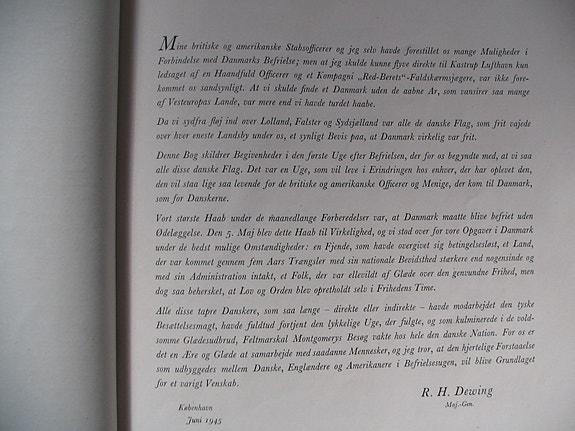 Mine britiske og amerikanske Stabsofficerer og jeg selv havde forestillet os mange Muligheder i
Forbindelse med Danmarks Befrielse; men at jeg skulde kunne flyve direkte til Kastrup Lufthavn kun
ledsaget af en Haandfuld Officerer og et Kompagni „Red-Berets"-Faldskærmsjægere, var ikke fore-
kommet os sandsynligt. At vi skulde finde et Danmark uden de aabne Ar, som vansirer saa mange
af Vesteuropas Lande, var mere end vi havde turdet haabe.
Da vi sydfra fløj ind over Lolland, Falster og Sydsjælland var alle de danske Flag, som frit vajede
over hver eneste Landsby under os, et synligt Bevis paa, at Danmark virkelig var frit.
Denne Bog skildrer Begivenheder i den første Uge efter Befrielsen, der for os begyndte med, at vi saa
alle disse danske Flag. Det var en Uge, som vil leve i Erindringen hos enhver, der har oplevet den,
den vil staa lige saa levende for de britiske og amerikanske Officerer og Menige, der kom til Danmark,
som for Danskerne.
Vort største Haab under de maanedlange Forberedelser var, at Danmark maatte blive befriet uden
Ødelæggelse. Den 5. Maj blev dette Haab til Virkelighed, og vi stod over for vore Opgaver i Danmark
under de bedst mulige Omstændigheder: en Fjende, som havde overgivet sig betingelsesløst, et Land,
der var kommet gennem fem Aars Trængsler med sin nationale Bevidsthed stærkere end nogensinde og
med sin Administration intakt, et Folk, der var ellevildt af Glæde over den genvundne Frihed, men
dog saa behersket, at Lov og Orden blev opretholdt selv i Frihedens Time.
Alle disse tapre Danskere, som saa længe – direkte eller indirekte – havde modarbejdet den tyske
Besættelsesmagt, havde fuldtud fortjent den lykkelige Uge, der fulgte, og som kulminerede i de vold-
somme Glædesudbrud, Feltmarskal Montgomerys Besøg vakte hos hele den danske Nation. For os er
det en Ære og Glæde at samarbejde med saadanne Mennesker, og jeg tror, at den hjertelige Forstaaelse
som udbyggedes mellem Danske, Englændere og Amerikanere i Befrielsesugen, vil blive Grundlaget
for et varigt Venskab.
R. H. Dewing
Maj.-Gen.
København
Juni 1945